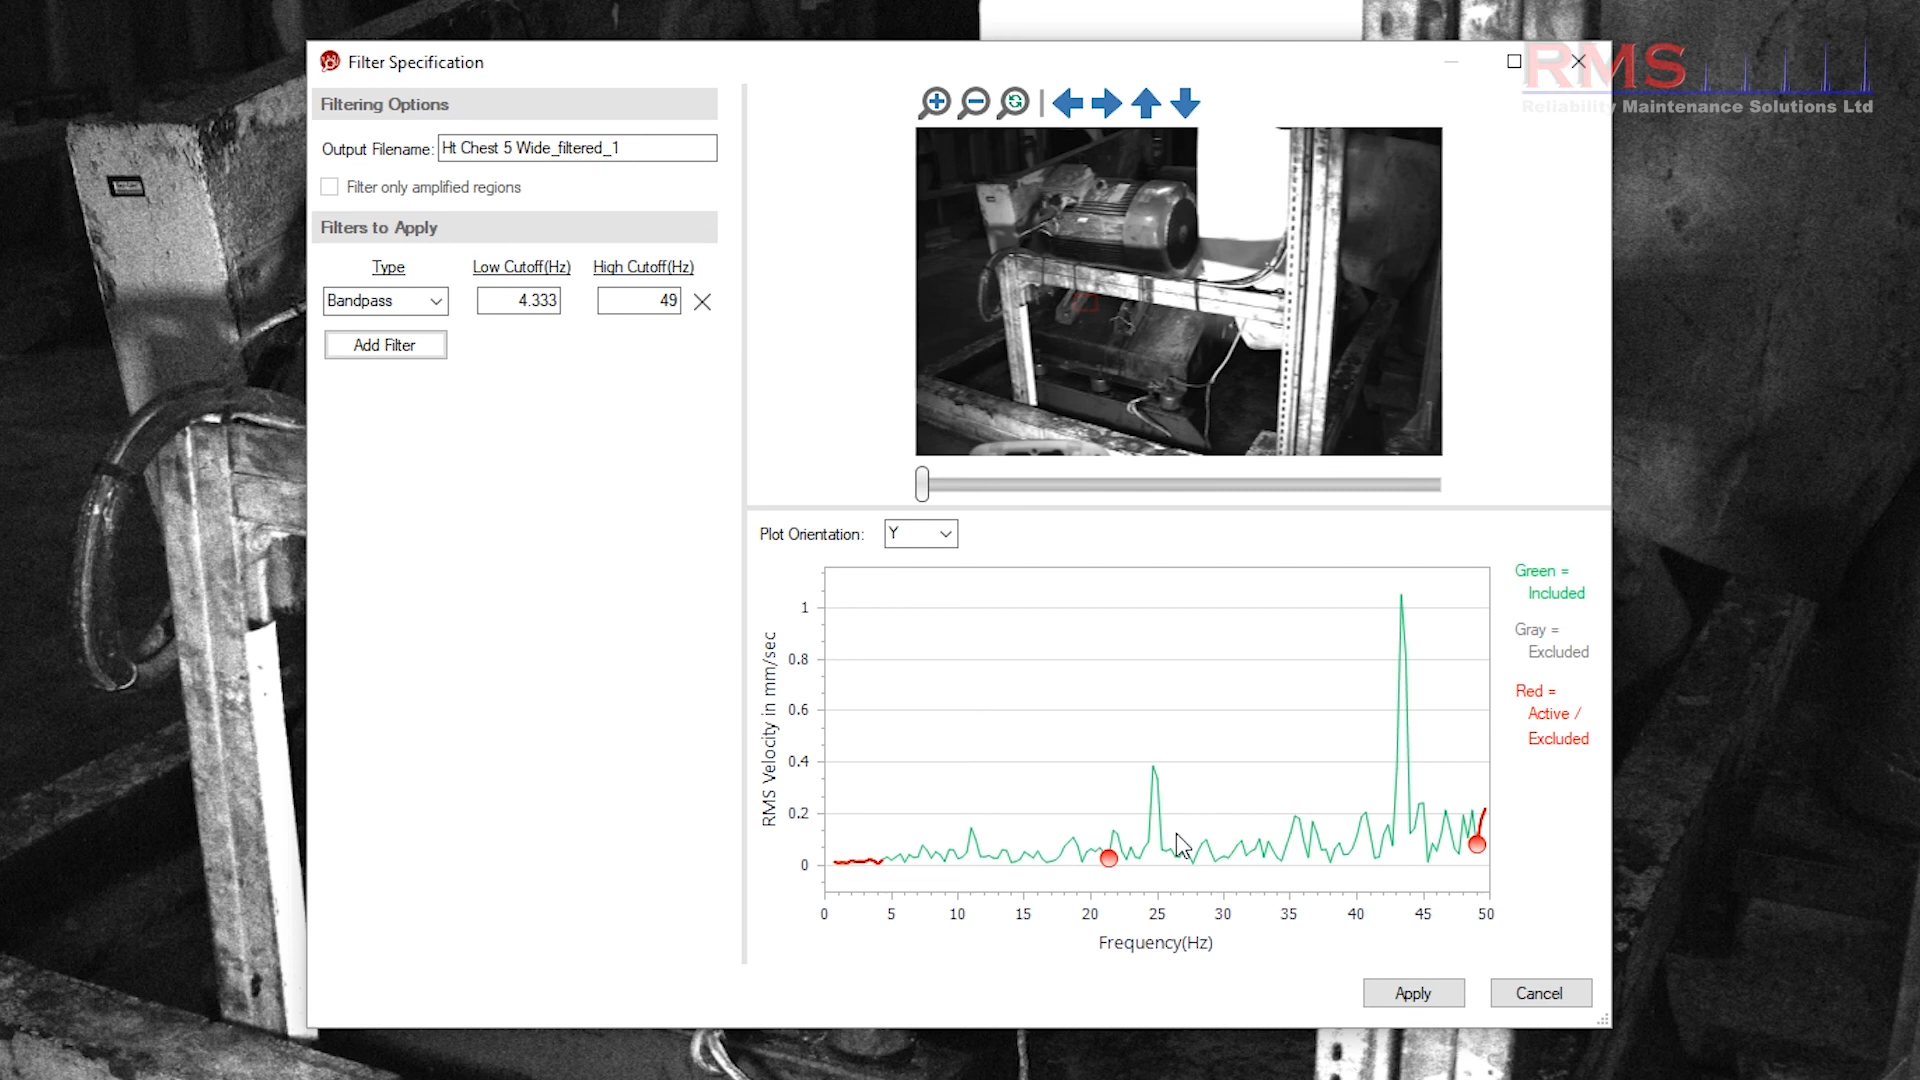 Filter Specification
RMS
Reliability Maintenance Solutions Ltd
Filtering Options
Output Filename: Ht Chest 5 Wide_filtered_1
Filter only amplified regions
Filters to Apply
Type Low Cutoff(Hz) High Cutoff(Hz)
Bandpass 4.333 49
Add Filter
Plot Orientation: Y
Green =
Included
Gray =
Excluded
Red =
Active /
Excluded
RMS Velocity in mm/sec
1
0.8
0.6
0.4
0.2
0
0 5 10 15 20 25 30 35 40 45 50
Frequency(Hz)
Apply Cancel